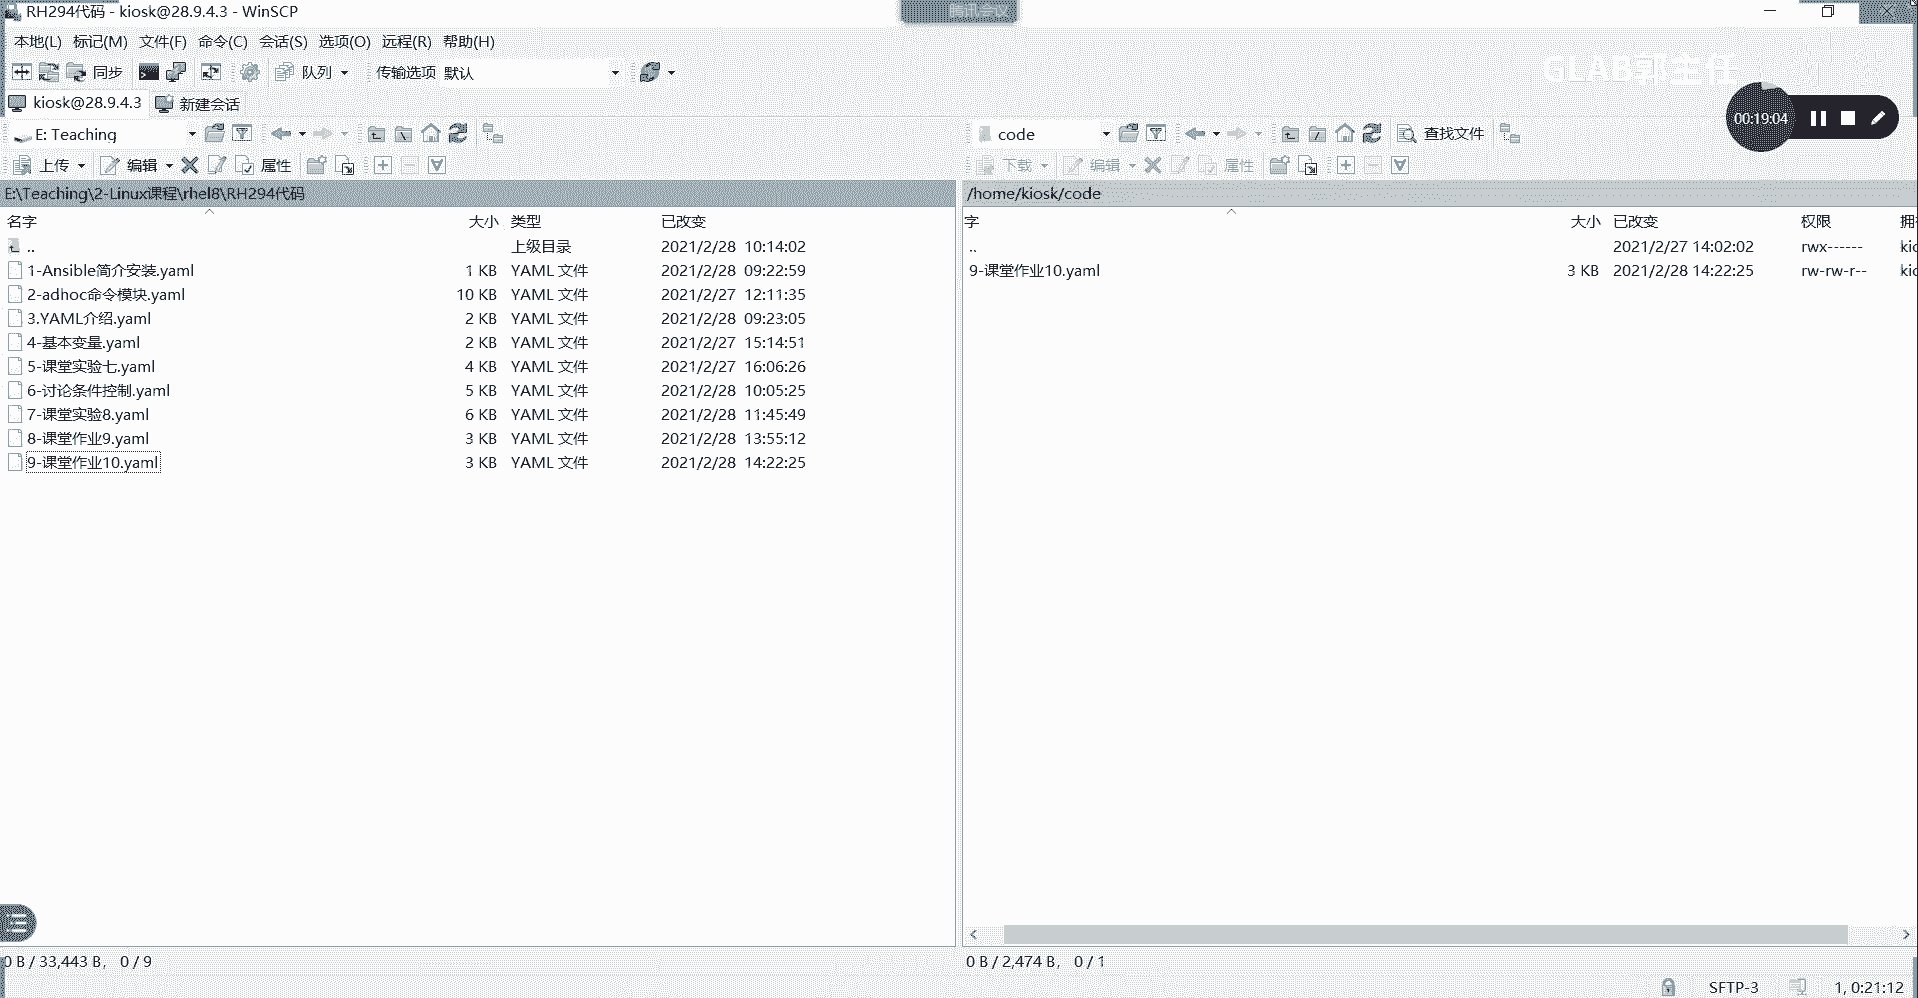 RH294代码 - kiosk@28.9.4.3 - WinSCP
腾讯会议
本地(L) 标记(M) 文件(F) 命令(C) 会话(S) 选项(O) 远程(R) 帮助(H)
同步 队列 传输选项 默认
GLAB郭主任
kiosk@28.9.4.3 新建会话
00:19:04
E: Teaching
code 查找文件
上传 编辑 属性
下载 编辑 属性
E:\Teaching\2-Linux课程\rhel8\RH294代码
/home/kiosk/code
名字 大小 类型 已改变
.. 上级目录 2021/2/28 10:14:02
1-Ansible简介安装.yaml 1 KB YAML 文件 2021/2/28 09:22:59
2-adhoc命令模块.yaml 10 KB YAML 文件 2021/2/27 12:11:35
3.YAML介绍.yaml 2 KB YAML 文件 2021/2/28 09:23:05
4-基本变量.yaml 2 KB YAML 文件 2021/2/27 15:14:51
5-课堂实验七.yaml 4 KB YAML 文件 2021/2/27 16:06:26
6-讨论条件控制.yaml 5 KB YAML 文件 2021/2/28 10:05:25
7-课堂实验8.yaml 6 KB YAML 文件 2021/2/28 11:45:49
8-课堂作业9.yaml 3 KB YAML 文件 2021/2/28 13:55:12
9-课堂作业10.yaml 3 KB YAML 文件 2021/2/28 14:22:25
字 大小 已改变 权限 拥
.. 2021/2/27 14:02:02 rwx------ kio
9-课堂作业10.yaml 3 KB 2021/2/28 14:22:25 rw-rw-r-- kio
0 B / 33,443 B, 0 / 9
0 B / 2,474 B, 0 / 1
SFTP-3 1, 0:21:12